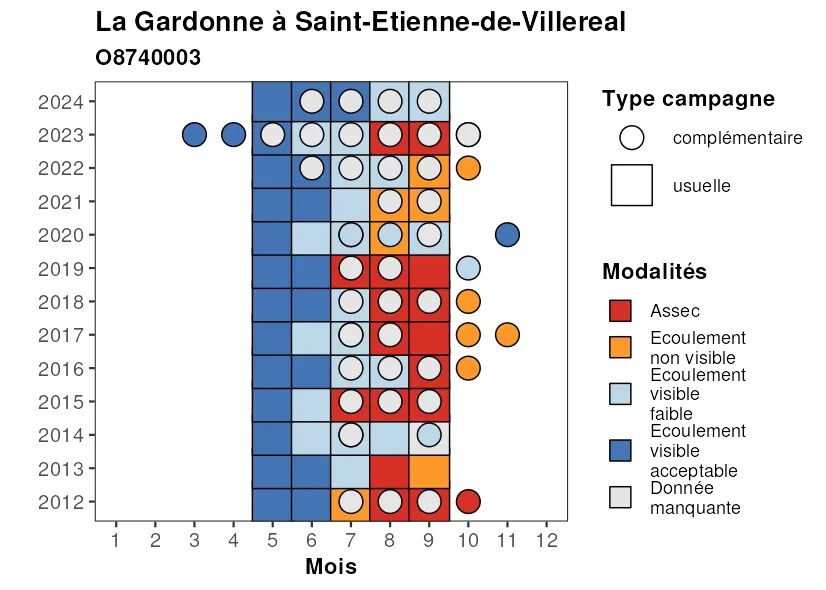 La Gardonne à Saint-Etienne-de-Villereal
O8740003
2024
2023
2022
2021
2020
2019
2018
2017
2016
2015
2014
2013
2012
1 2 3 4 5 6 7 8 9 10 11 12
Mois
Type campagne
complémentaire
usuelle
Modalités
Assec
Ecoulement
non visible
Ecoulement
visible
faible
Ecoulement
visible
acceptable
Donnée
manquante